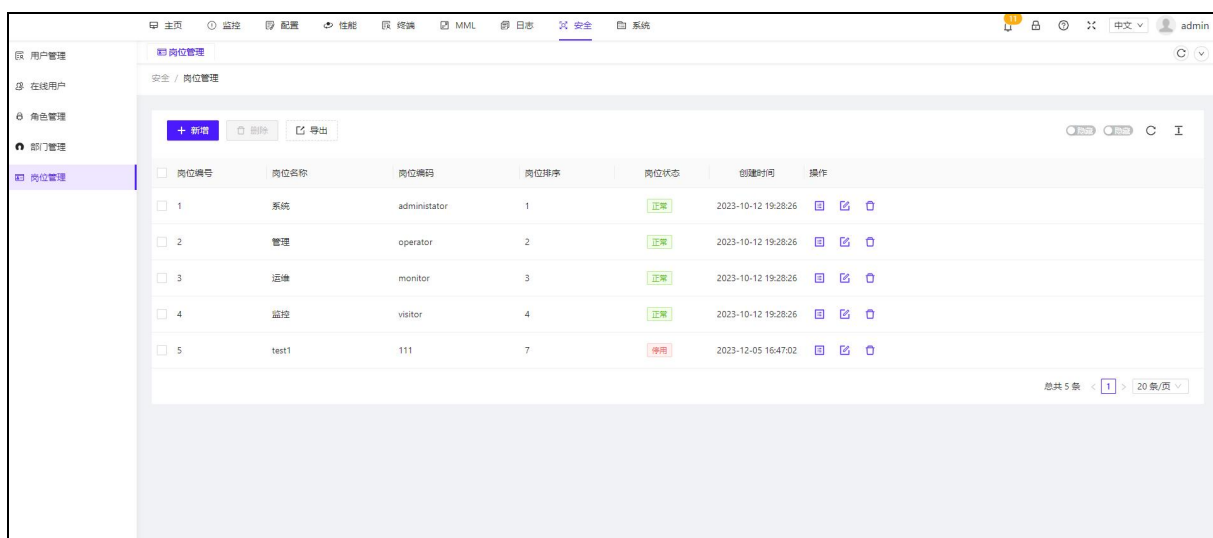 主页 监控 配置 性能 终端 MML 日志 安全 系统 11 中文 admin
用户管理
在线用户
角色管理
部门管理
岗位管理
岗位管理
安全 / 岗位管理
新增 删除 导出 隐藏 隐藏
岗位编号 岗位名称 岗位编码 岗位排序 岗位状态 创建时间 操作
1 系统 administator 1 正常 2023-10-12 19:28:26
2 管理 operator 2 正常 2023-10-12 19:28:26
3 运维 monitor 3 正常 2023-10-12 19:28:26
4 监控 visitor 4 正常 2023-10-12 19:28:26
5 test1 111 7 停用 2023-12-05 16:47:02
总共 5 条 < 1 > 20 条/页